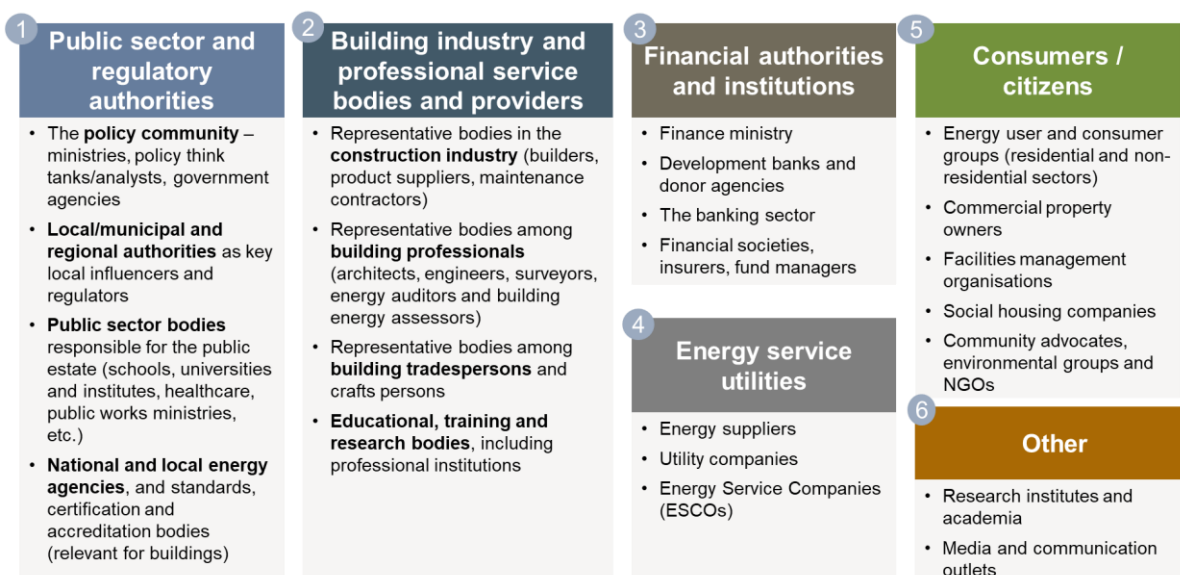 1
Public sector and
regulatory
authorities
• The policy community –
ministries, policy think
tanks/analysts, government
agencies
• Local/municipal and
regional authorities as key
local influencers and
regulators
• Public sector bodies
responsible for the public
estate (schools, universities
and institutes, healthcare,
public works ministries,
etc.)
• National and local energy
agencies, and standards,
certification and
accreditation bodies
(relevant for buildings)
2
Building industry and
professional service
bodies and providers
• Representative bodies in the
construction industry (builders,
product suppliers, maintenance
contractors)
• Representative bodies among
building professionals
(architects, engineers, surveyors,
energy auditors and building
energy assessors)
• Representative bodies among
building tradespersons and
crafts persons
• Educational, training and
research bodies, including
professional institutions
3
Financial authorities
and institutions
• Finance ministry
• Development banks and
donor agencies
• The banking sector
• Financial societies,
insurers, fund managers
4
Energy service
utilities
• Energy suppliers
• Utility companies
• Energy Service Companies
(ESCOs)
5
Consumers /
citizens
• Energy user and consumer
groups (residential and non-
residential sectors)
• Commercial property
owners
• Facilities management
organisations
• Social housing companies
• Community advocates,
environmental groups and
NGOs
6
Other
• Research institutes and
academia
• Media and communication
outlets